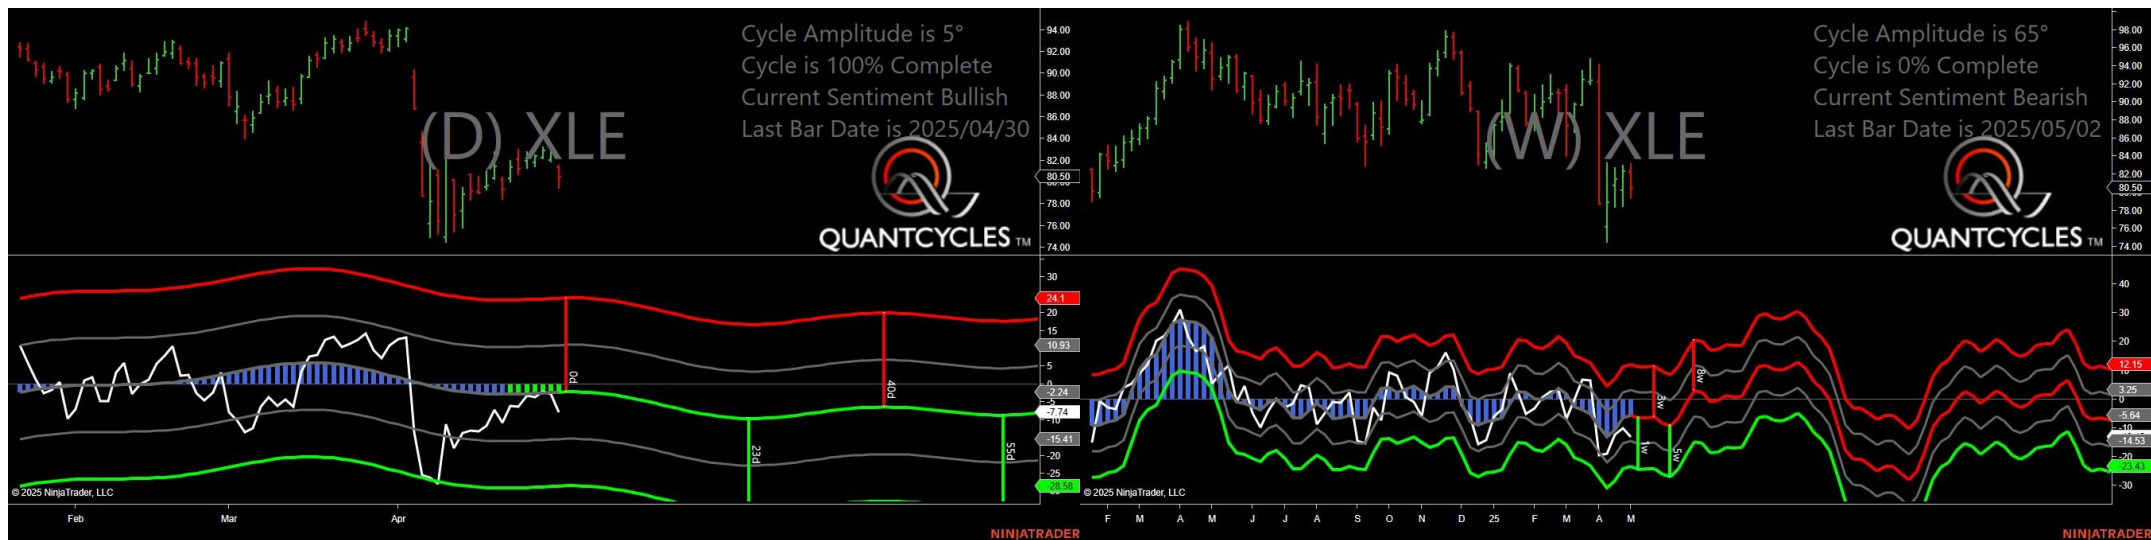 Cycle Amplitude is 5°
Cycle is 100% Complete
Current Sentiment Bullish
Last Bar Date is 2025/04/30
(D) XLE
QUANTCYCLES TM
94.00
92.00
90.00
88.00
86.00
84.00
82.00
80.50
78.00
76.00
74.00
30
24.1
20
15
10.93
5
0
-2.24
-7.74
-10
-15.41
-20
-25
-28.58
0d
40d
23d
55d
© 2025 NinjaTrader, LLC
Feb
Mar
Apr
NINJATRADER
Cycle Amplitude is 65°
Cycle is 0% Complete
Current Sentiment Bearish
Last Bar Date is 2025/05/02
(W) XLE
QUANTCYCLES TM
98.00
96.00
94.00
92.00
90.00
88.00
86.00
84.00
82.00
80.50
78.00
76.00
74.00
40
30
20
12.15
3.25
0
-5.64
-10
-14.53
-20
-23.43
-30
8w
3w
1w
5w
© 2025 NinjaTrader, LLC
F
M
A
M
J
J
A
S
O
N
D
25
F
M
A
M
NINJATRADER